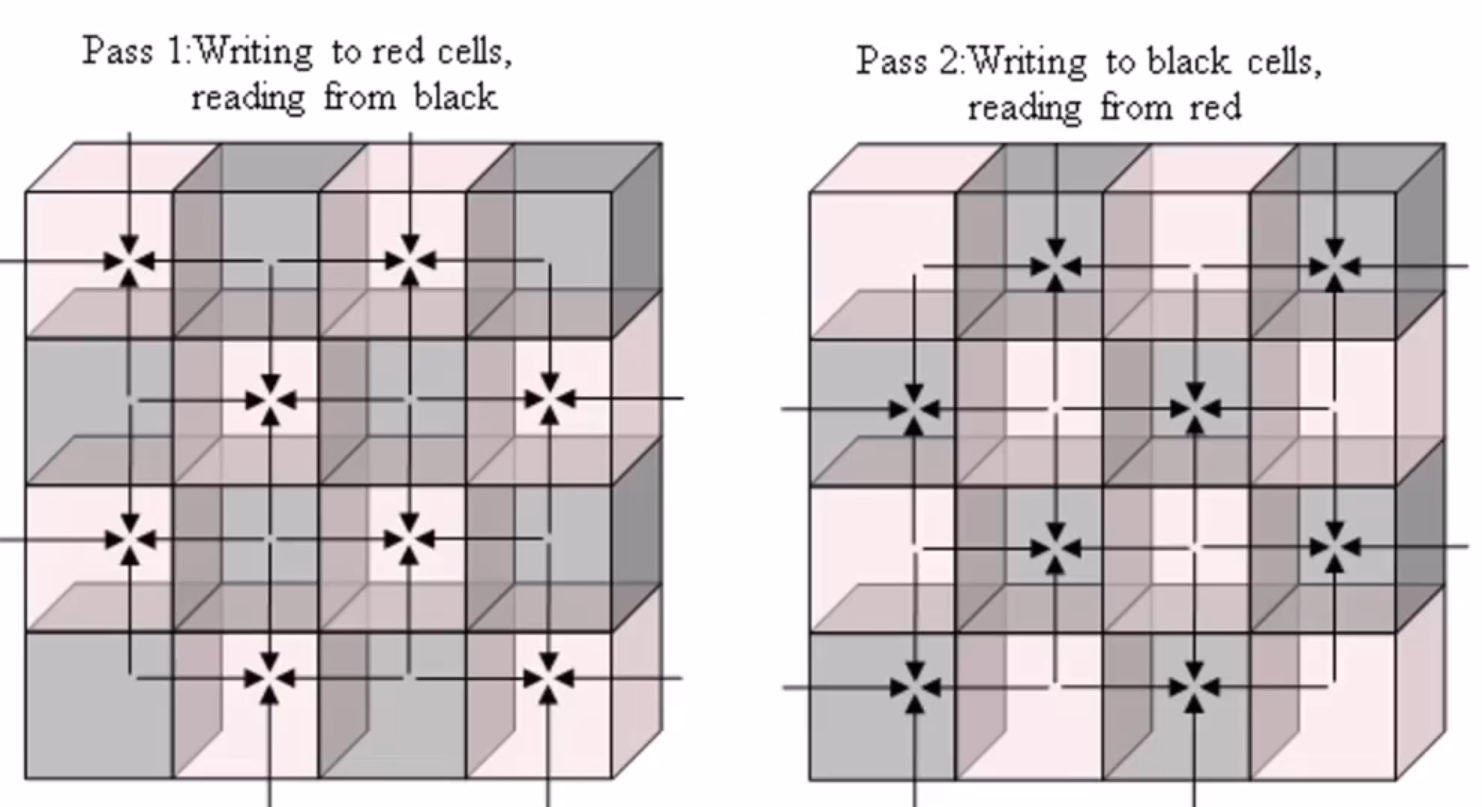 Pass 1:Writing to red cells,
reading from black
Pass 2:Writing to black cells,
reading from red